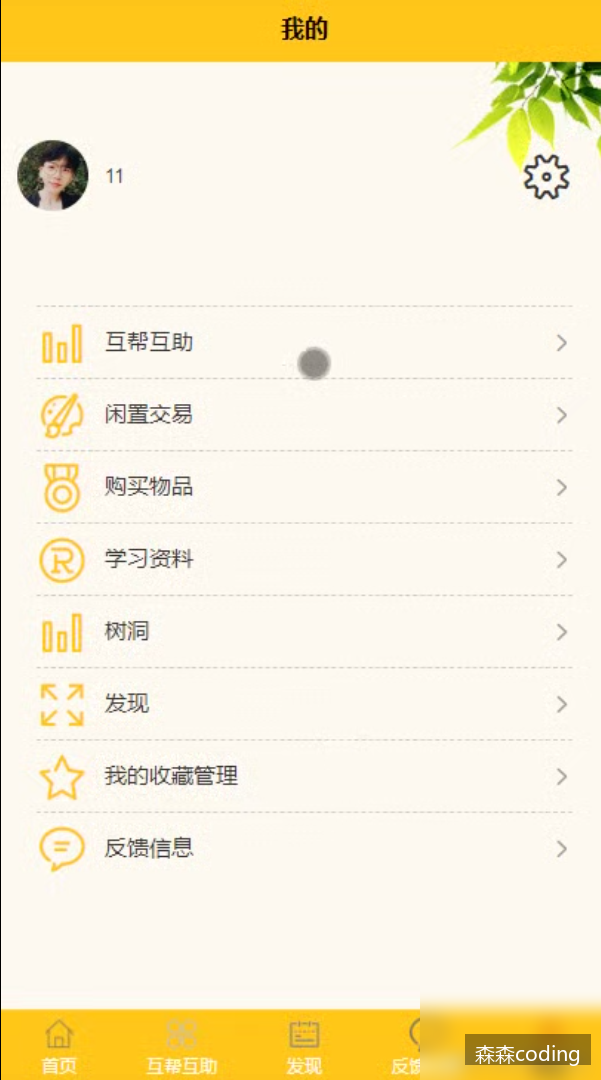 我的
11
互帮互助
闲置交易
购买物品
学习资料
树洞
发现
我的收藏管理
反馈信息
首页
互帮互助
发现
反馈
森森coding